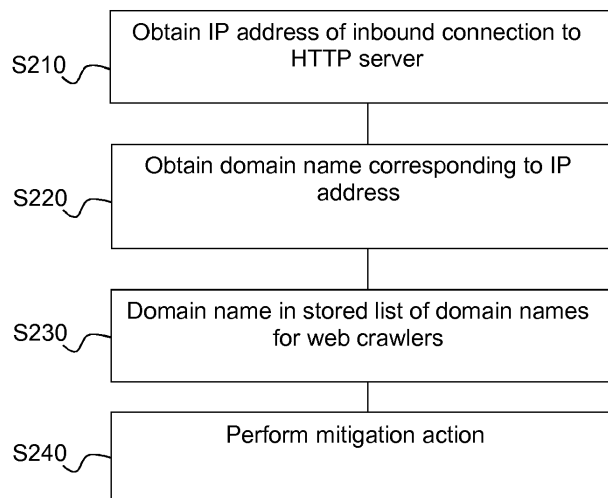 Obtain IP address of inbound connection to
HTTP server
S210
Obtain domain name corresponding to IP
address
S220
Domain name in stored list of domain names
for web crawlers
S230
Perform mitigation action
S240